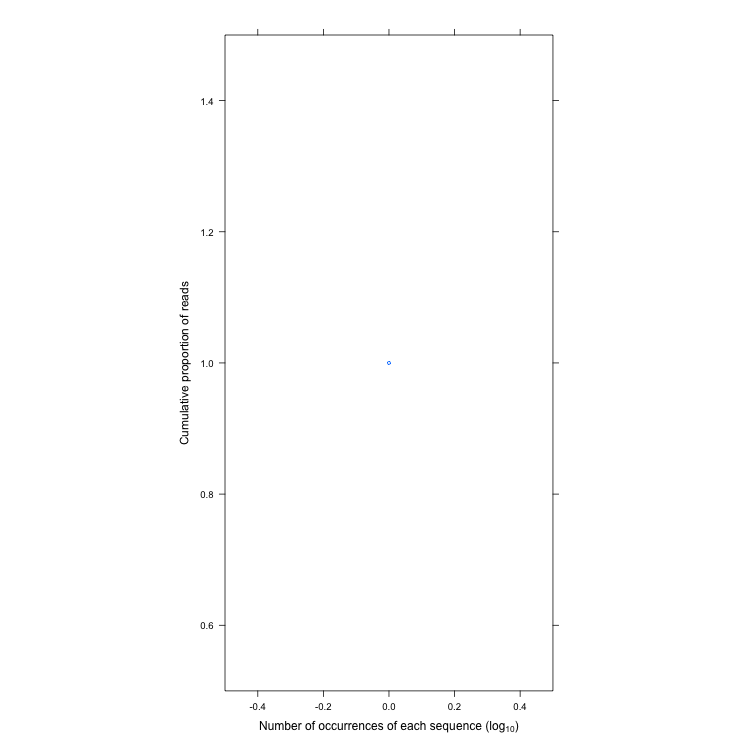 1.4
1.2
1.0
0.8
0.6
Cumulative proportion of reads
-0.4 -0.2 0.0 0.2 0.4
Number of occurrences of each sequence (log₁₀)